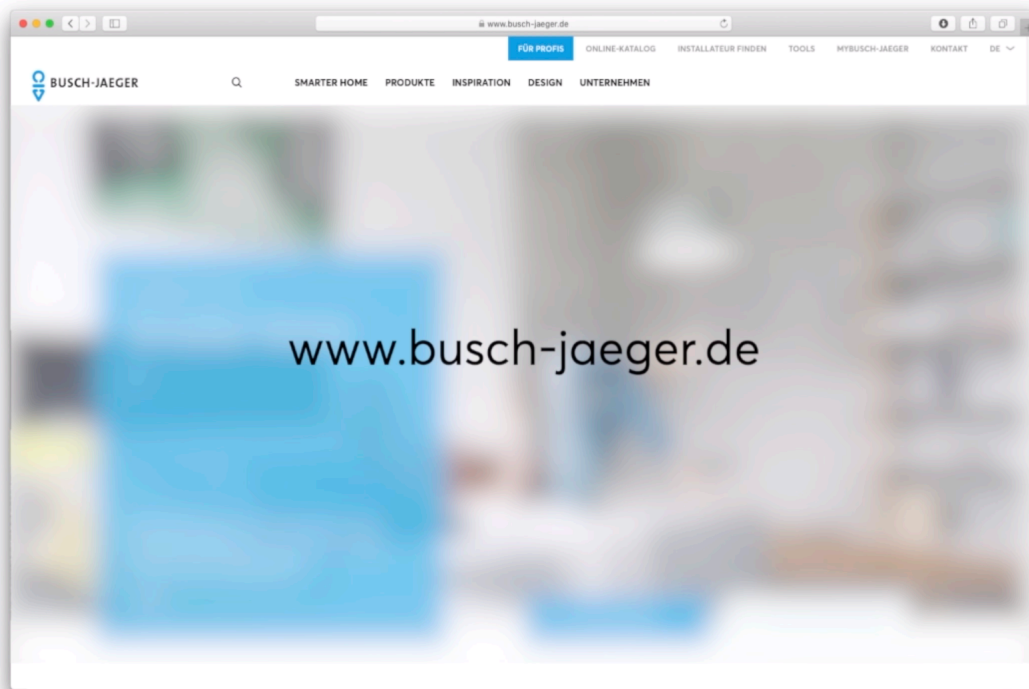 www.busch-jaeger.de
FÜR PROFIS ONLINE-KATALOG INSTALLATEUR FINDEN TOOLS MYBUSCH-JAEGER KONTAKT DE
BUSCH-JAEGER SMARTER HOME PRODUKTE INSPIRATION DESIGN UNTERNEHMEN
www.busch-jaeger.de